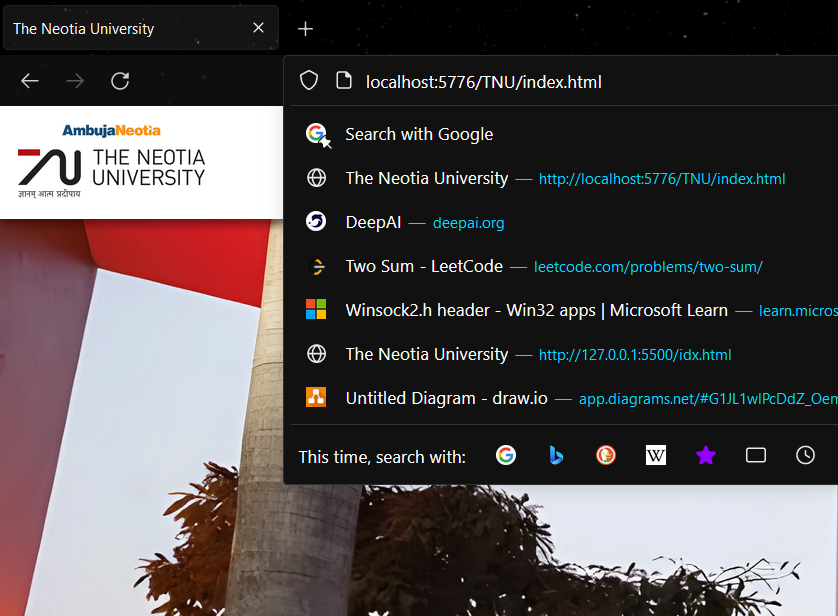 The Neotia University
localhost:5776/TNU/index.html
AmbujaNeotia
THE NEOTIA
UNIVERSITY
ज्ञानम् आत्म प्रदीपाय
Search with Google
The Neotia University — http://localhost:5776/TNU/index.html
DeepAI — deepai.org
Two Sum - LeetCode — leetcode.com/problems/two-sum/
Winsock2.h header - Win32 apps | Microsoft Learn — learn.micros
The Neotia University — http://127.0.0.1:5500/idx.html
Untitled Diagram - draw.io — app.diagrams.net/#G1JL1wlPcDdZ_Oem
This time, search with:
W